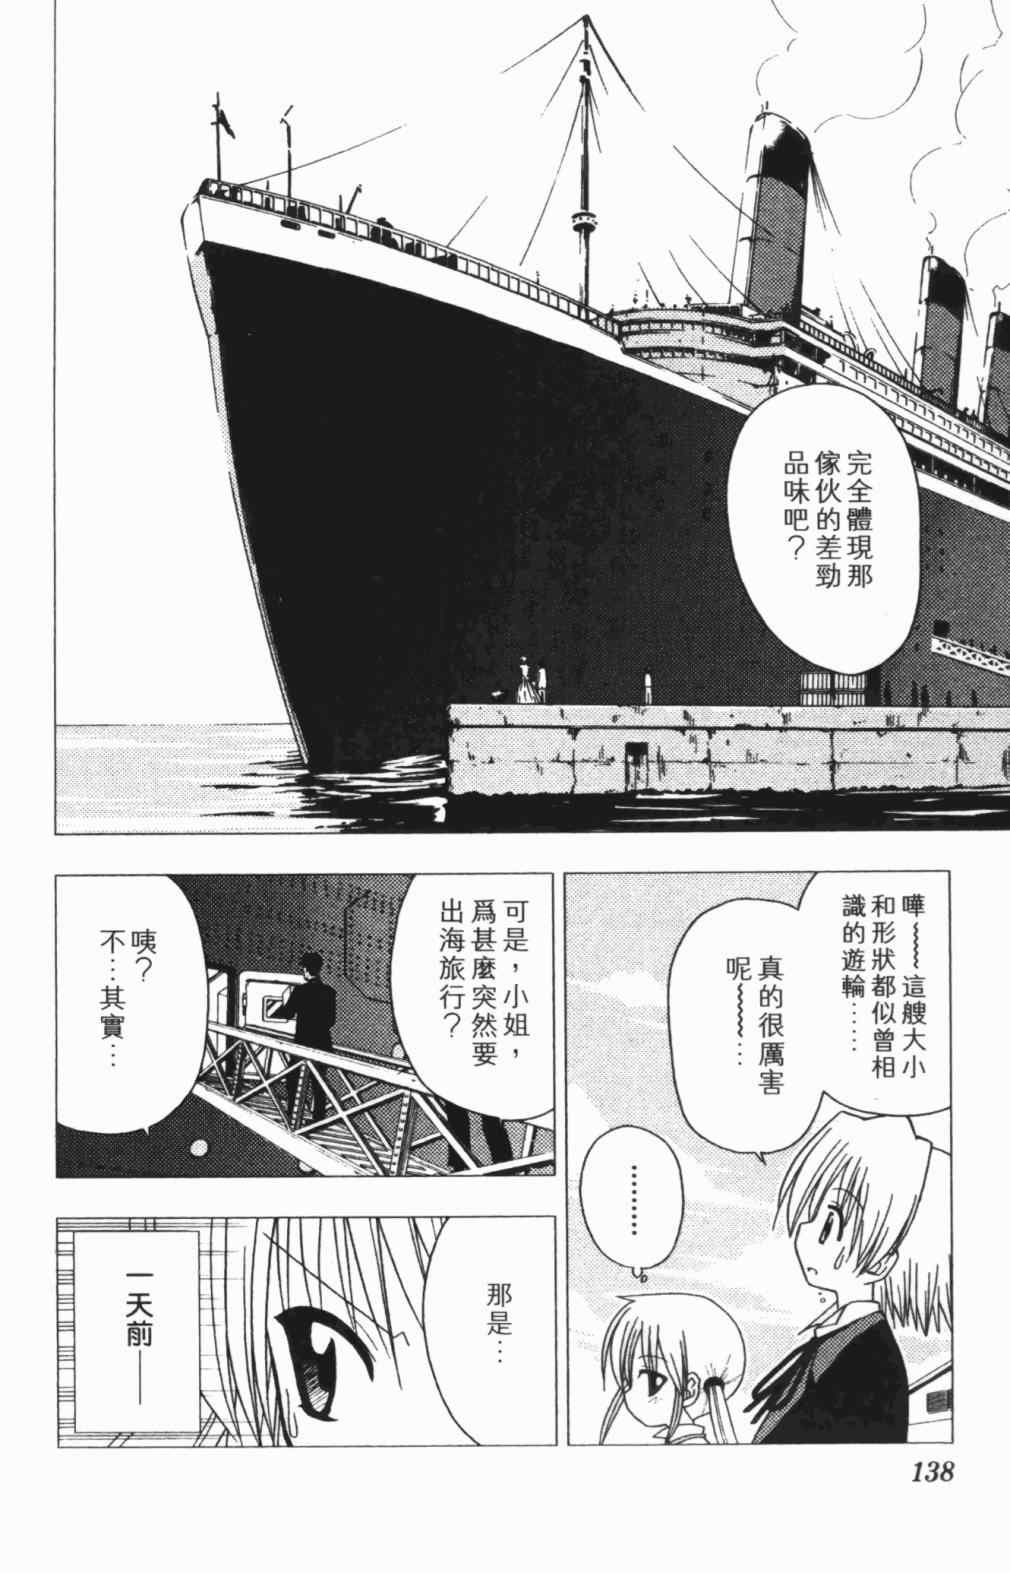 完全體現那
傢伙的差勁
品味吧？
嘩～～這艘大小
和形狀都似曾相
識的遊輪……
真的很厲害
呢～～～…
………
可是，小姐，
爲甚麼突然要
出海旅行？
咦？
不…其實…
那是…
一天前──
138